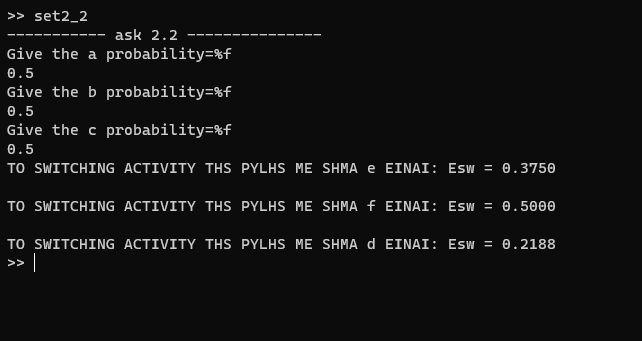 >> set2_2
----------- ask 2.2 ---------------
Give the a probability=%f
0.5
Give the b probability=%f
0.5
Give the c probability=%f
0.5
TO SWITCHING ACTIVITY THS PYLHS ME SHMA e EINAI: Esw = 0.3750
TO SWITCHING ACTIVITY THS PYLHS ME SHMA f EINAI: Esw = 0.5000
TO SWITCHING ACTIVITY THS PYLHS ME SHMA d EINAI: Esw = 0.2188
>>